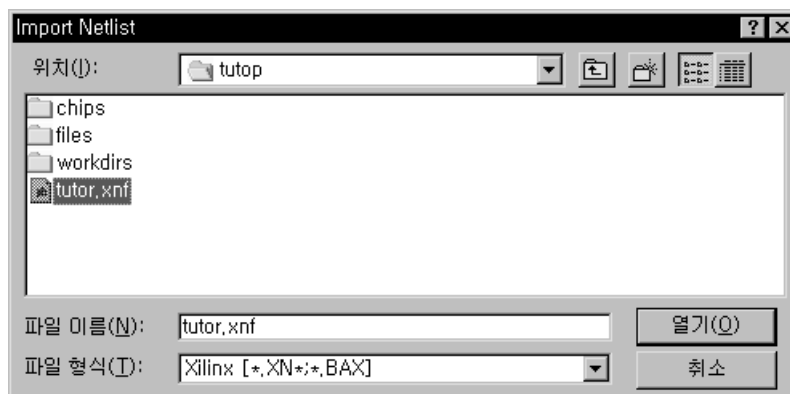 Import Netlist
위치(I): tutop
chips
files
workdirs
tutor,xnf
파일 이름(N): tutor,xnf 열기(O)
파일 형식(T): Xilinx [*,XN*;*,BAX] 취소